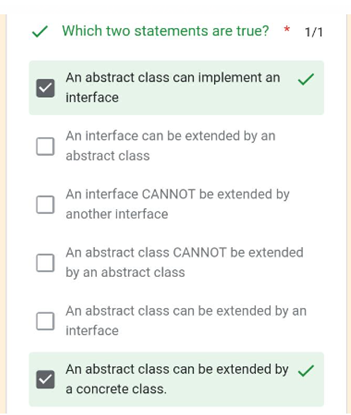 Which two statements are true? * 1/1
An abstract class can implement an
interface
An interface can be extended by an
abstract class
An interface CANNOT be extended by
another interface
An abstract class CANNOT be extended
by an abstract class
An abstract class can be extended by an
interface
An abstract class can be extended by
a concrete class.